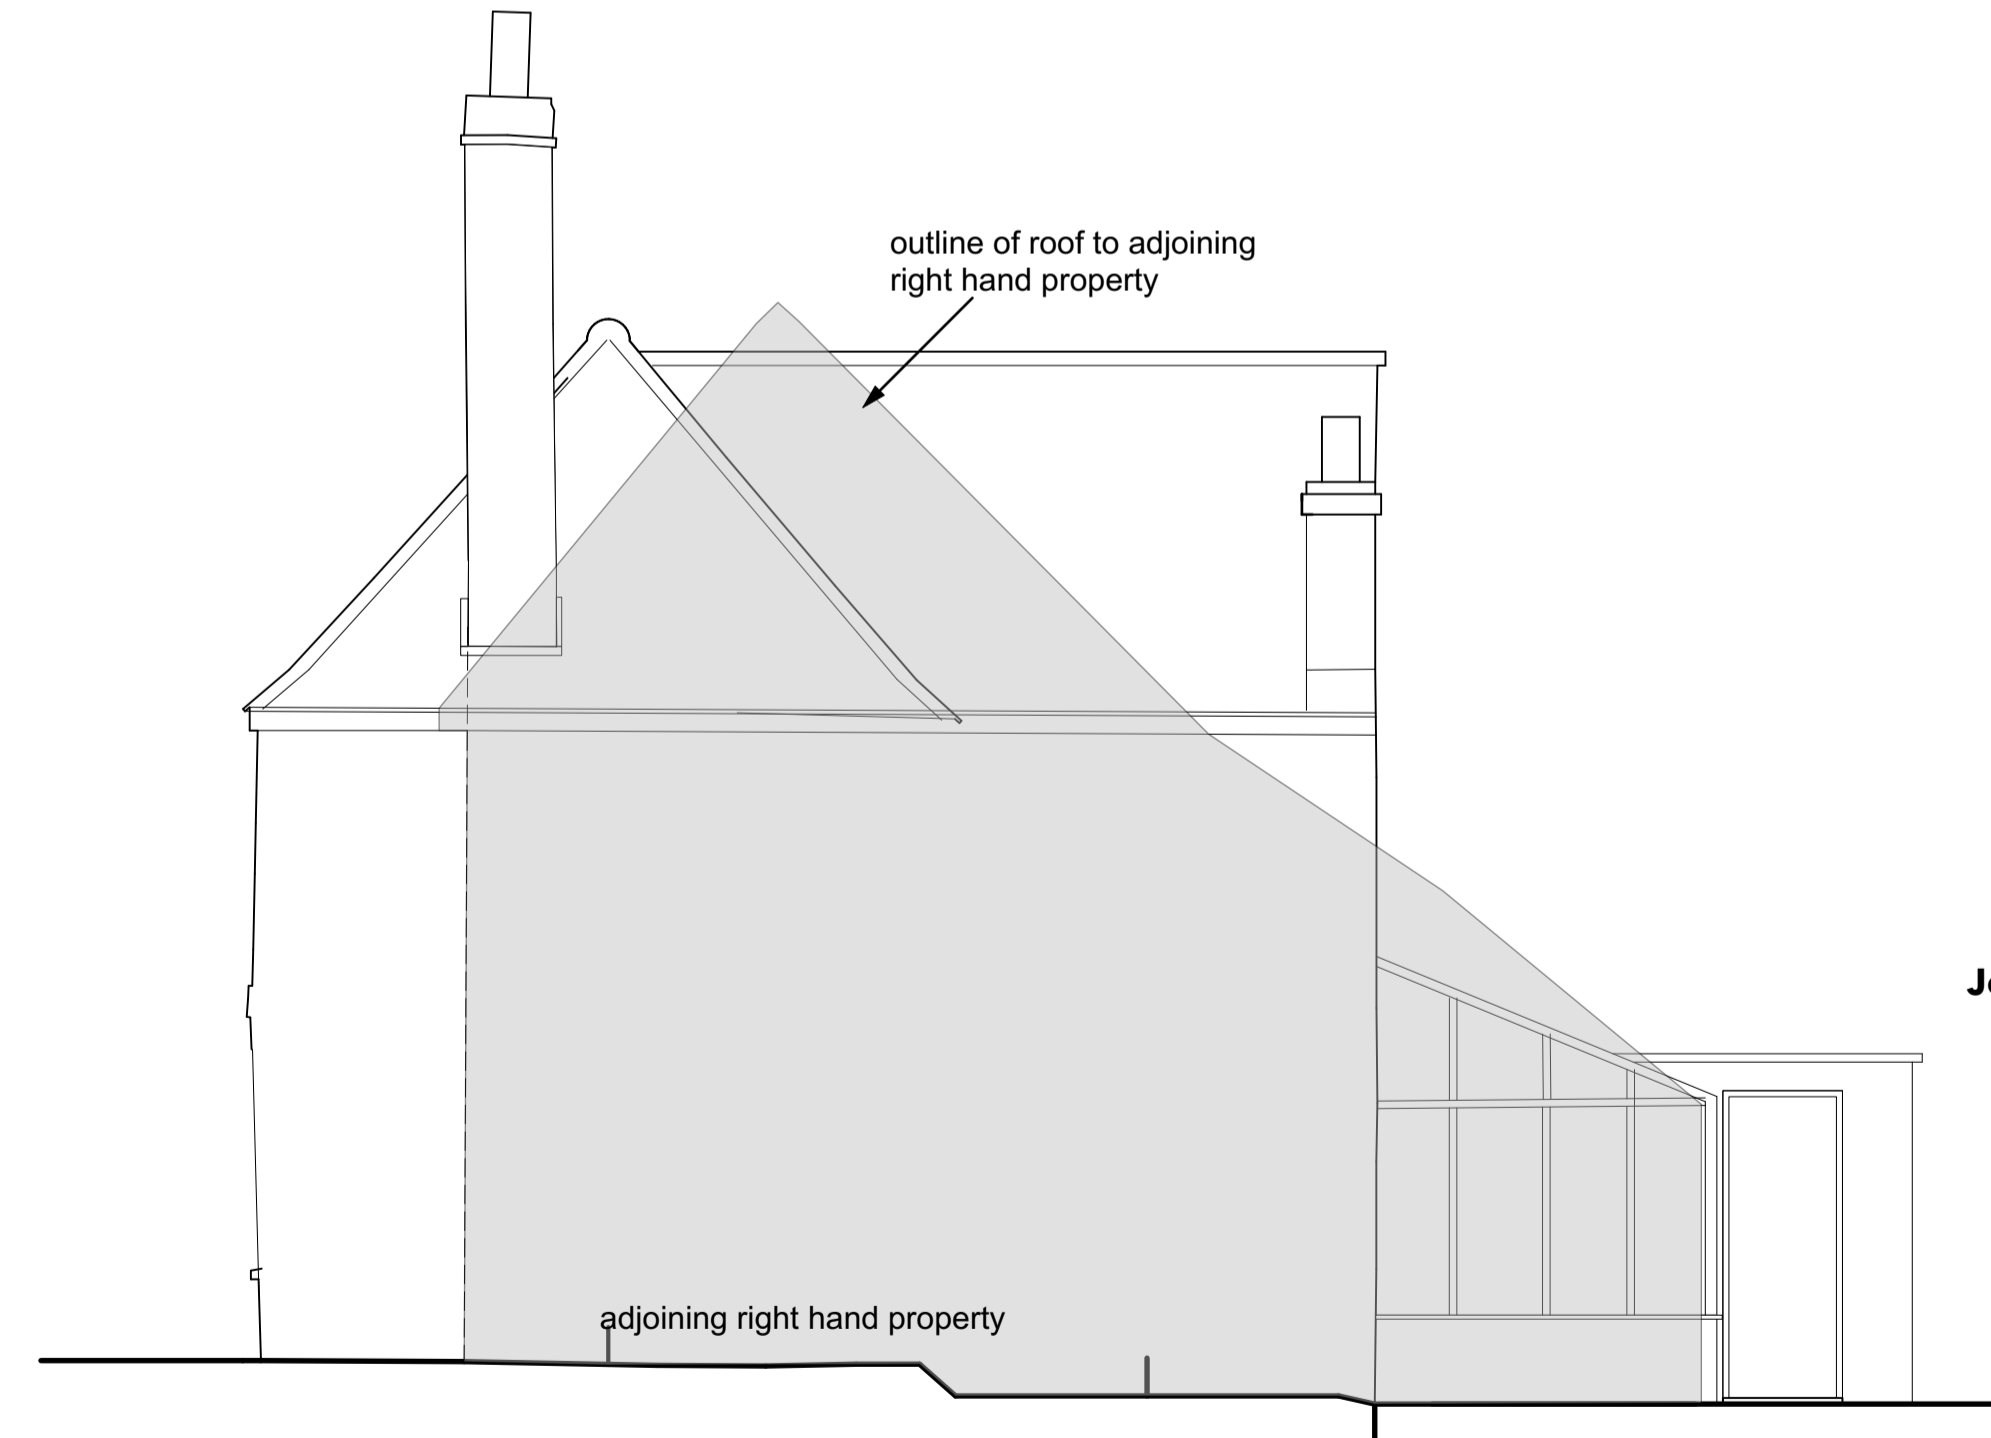 outline of roof to adjoining
right hand property
adjoining right hand property